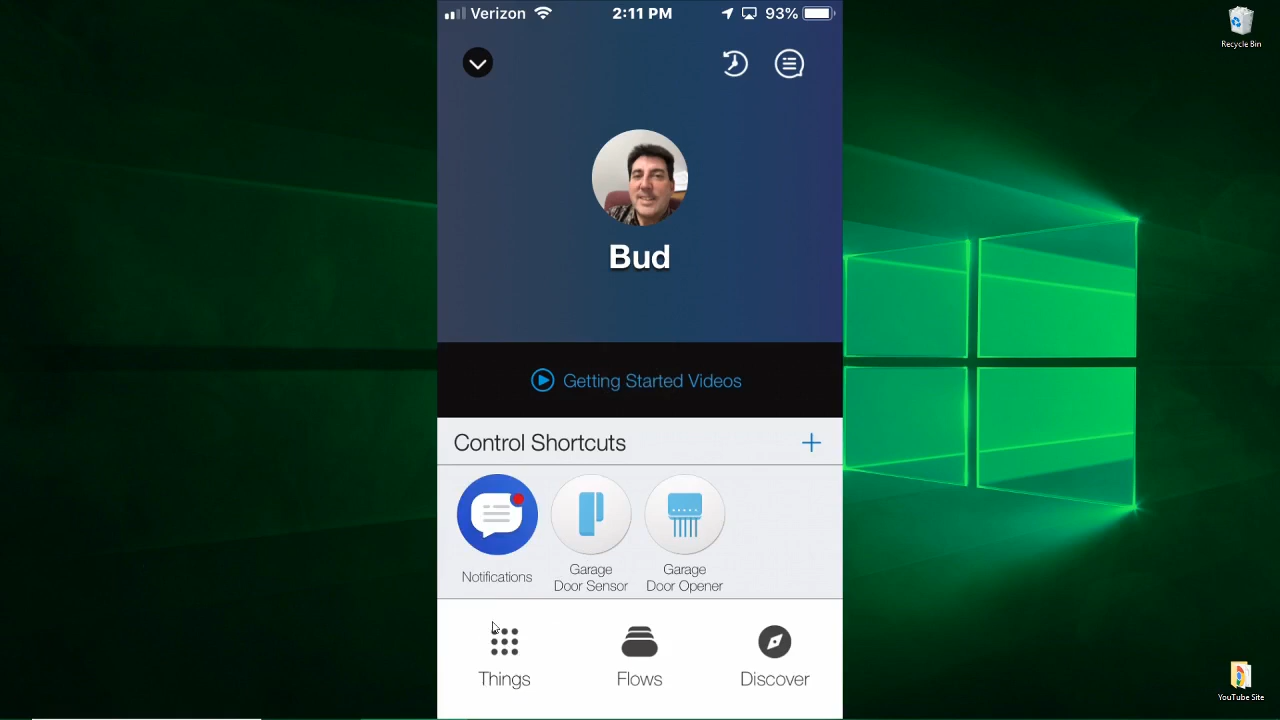 Verizon 2:11 PM 93%
Recycle Bin
Bud
Getting Started Videos
Control Shortcuts
Notifications
Garage
Door Sensor
Garage
Door Opener
Things
Flows
Discover
YouTube Site